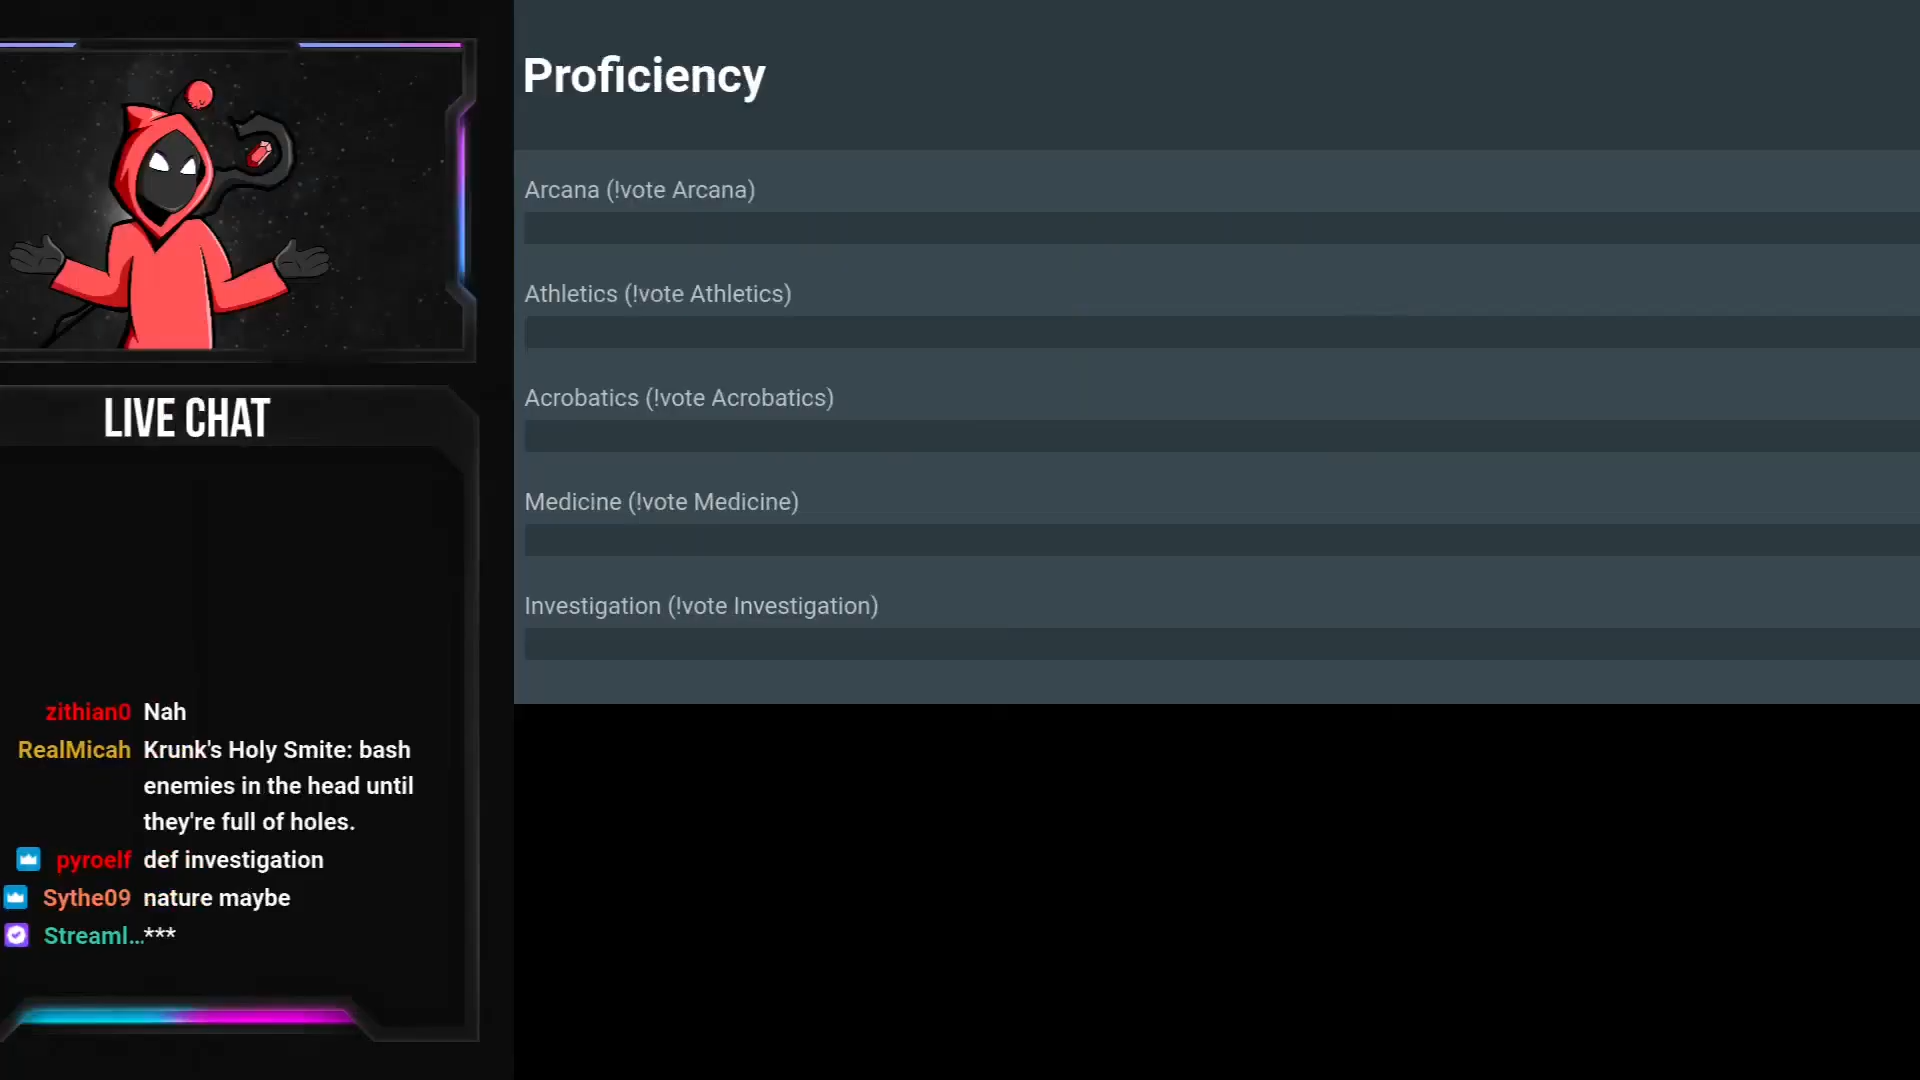 Proficiency
Arcana (!vote Arcana)
Athletics (!vote Athletics)
Acrobatics (!vote Acrobatics)
Medicine (!vote Medicine)
Investigation (!vote Investigation)
LIVE CHAT
zithian0 Nah
RealMicah Krunk's Holy Smite: bash
enemies in the head until
they're full of holes.
pyroelf def investigation
Sythe09 nature maybe
Streaml...***